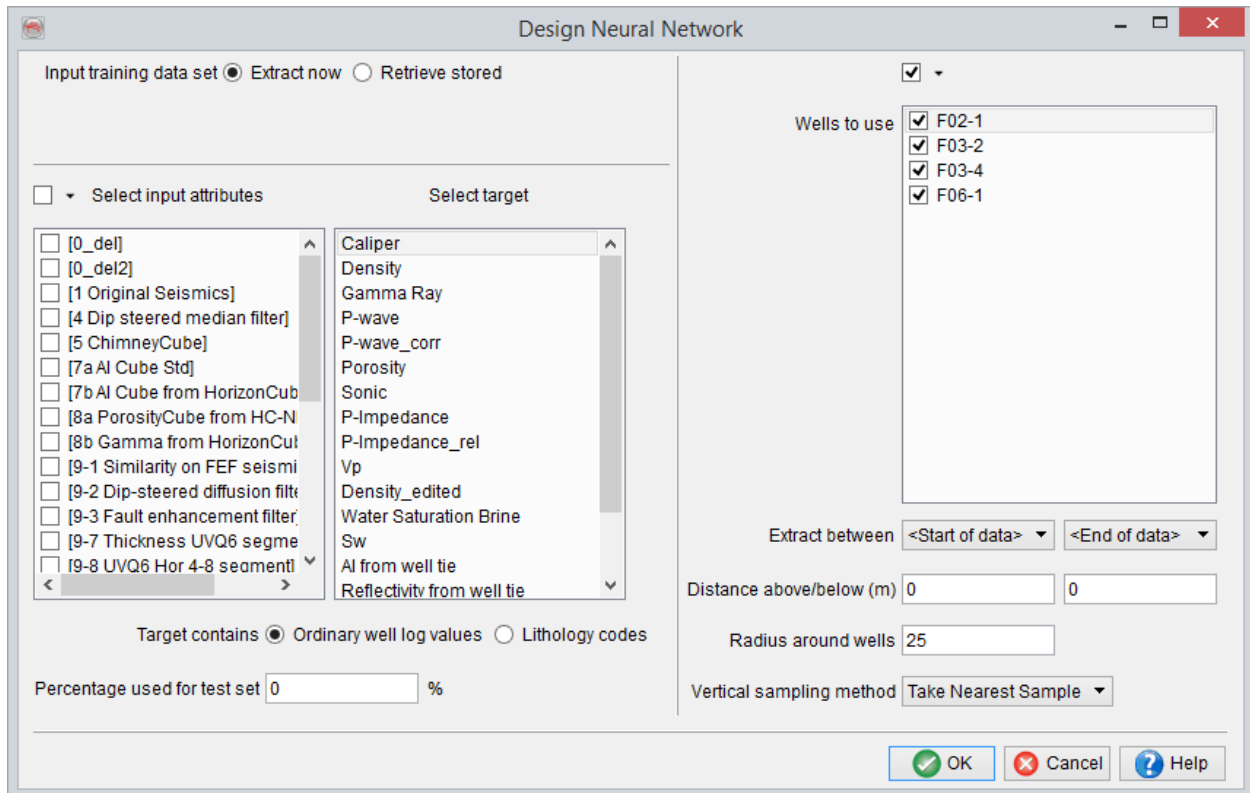 Design Neural Network
Input training data set Extract now Retrieve stored
Select input attributes Select target
[0_del]
[0_del2]
[1 Original Seismics]
[4 Dip steered median filter]
[5 ChimneyCube]
[7a AI Cube Std]
[7b AI Cube from HorizonCub
[8a PorosityCube from HC-N
[8b Gamma from HorizonCu
[9-1 Similarity on FEF seismi
[9-2 Dip-steered diffusion filte
[9-3 Fault enhancement filter]
[9-7 Thickness UVQ6 segme
[9-8 UVQ6 Hor 4-8 segment]
Caliper
Density
Gamma Ray
P-wave
P-wave_corr
Porosity
Sonic
P-Impedance
P-Impedance_rel
Vp
Density_edited
Water Saturation Brine
Sw
AI from well tie
Reflectivity from well tie
Target contains Ordinary well log values Lithology codes
Percentage used for test set 0 %
Wells to use
F02-1
F03-2
F03-4
F06-1
Extract between <Start of data> <End of data>
Distance above/below (m) 0 0
Radius around wells 25
Vertical sampling method Take Nearest Sample
OK Cancel Help